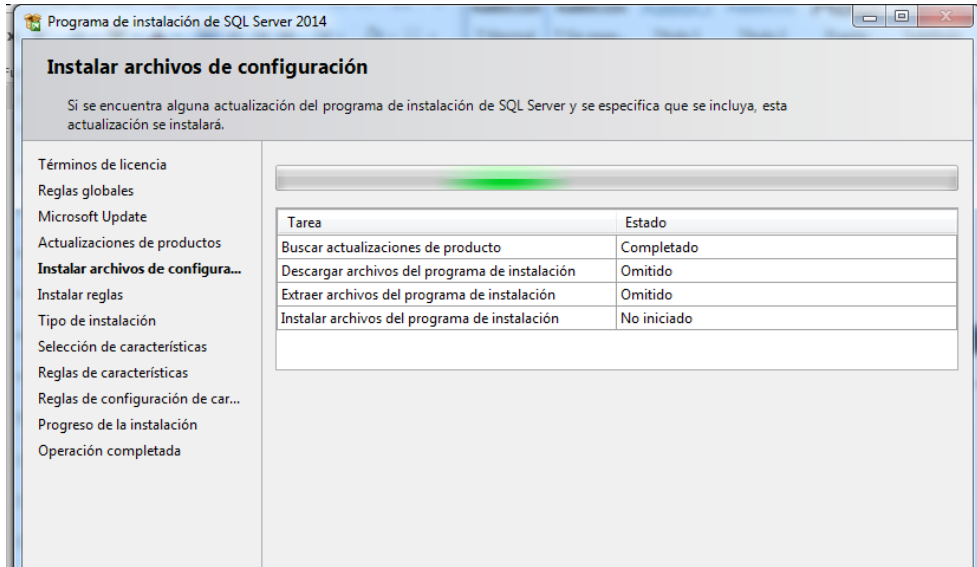 Programa de instalación de SQL Server 2014
Instalar archivos de configuración
Si se encuentra alguna actualización del programa de instalación de SQL Server y se especifica que se incluya, esta
actualización se instalará.
Términos de licencia
Reglas globales
Microsoft Update
Actualizaciones de productos
Instalar archivos de configura...
Instalar reglas
Tipo de instalación
Selección de características
Reglas de características
Reglas de configuración de car...
Progreso de la instalación
Operación completada
Tarea Estado
Buscar actualizaciones de producto Completado
Descargar archivos del programa de instalación Omitido
Extraer archivos del programa de instalación Omitido
Instalar archivos del programa de instalación No iniciado